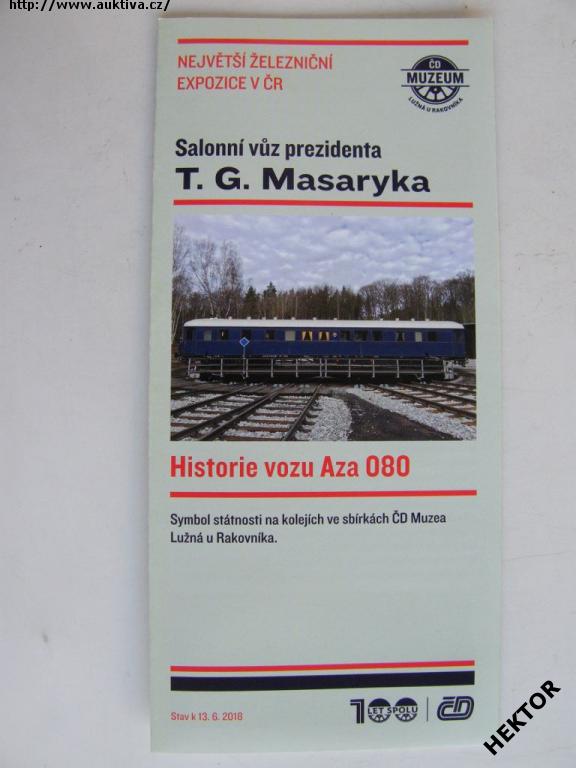 http://www.auktiva.cz/
NEJVĚTŠÍ ŽELEZNIČNÍ
EXPOZICE V ČR
ČD
MUZEUM
LUŽNÁ U RAKOVNÍKA
Salonní vůz prezidenta
T. G. Masaryka
Historie vozu Aza 080
Symbol státnosti na kolejích ve sbírkách ČD Muzea
Lužná u Rakovníka.
Stav k 13. 6. 2018
100
LET SPOLU
ČD
HEKTOR